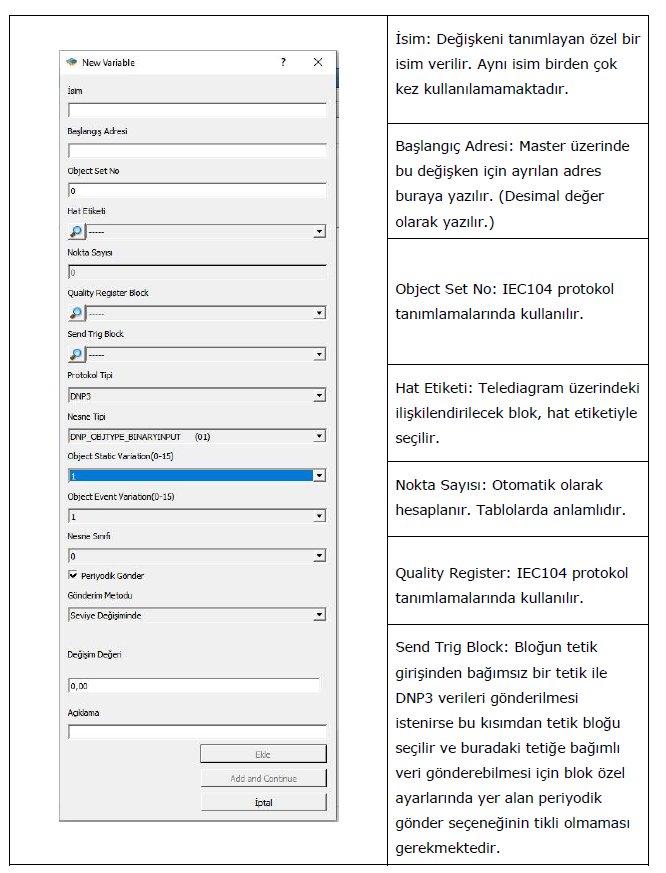 New Variable
?
İsim
Başlangış Adresi
Object Set No
0
Hat Etiketi
-----
Nokta Sayısı
0
Quality Register Block
-----
Send Trig Block
-----
Protokol Tipi
DNP3
Nesne Tipi
DNP_OBJTYPE_BINARYINPUT (01)
Object Static Variation(0-15)
1
Object Event Variation(0-15)
1
Nesne Sınıfı
0
Periyodik Gönder
Gönderim Metodu
Seviye Değişiminde
Değişim Değeri
0,00
Açıklama
Ekle
Add and Continue
İptal
İsim: Değişkeni tanımlayan özel bir
isim verilir. Aynı isim birden çok
kez kullanılamamaktadır.
Başlangıç Adresi: Master üzerinde
bu değişken için ayrılan adres
buraya yazılır. (Desimal değer
olarak yazılır.)
Object Set No: IEC104 protokol
tanımlamalarında kullanılır.
Hat Etiketi: Telediagram üzerindeki
ilişkilendirilecek blok, hat etiketiyle
seçilir.
Nokta Sayısı: Otomatik olarak
hesaplanır. Tablolarda anlamlıdır.
Quality Register: IEC104 protokol
tanımlamalarında kullanılır.
Send Trig Block: Bloğun tetik
girişinden bağımsız bir tetik ile
DNP3 verileri gönderilmesi
istenirse bu kısımdan tetik bloğu
seçilir ve buradaki tetiğe bağımlı
veri gönderebilmesi için blok özel
ayarlarında yer alan periyodik
gönder seçeneğinin tikli olmaması
gerekmektedir.